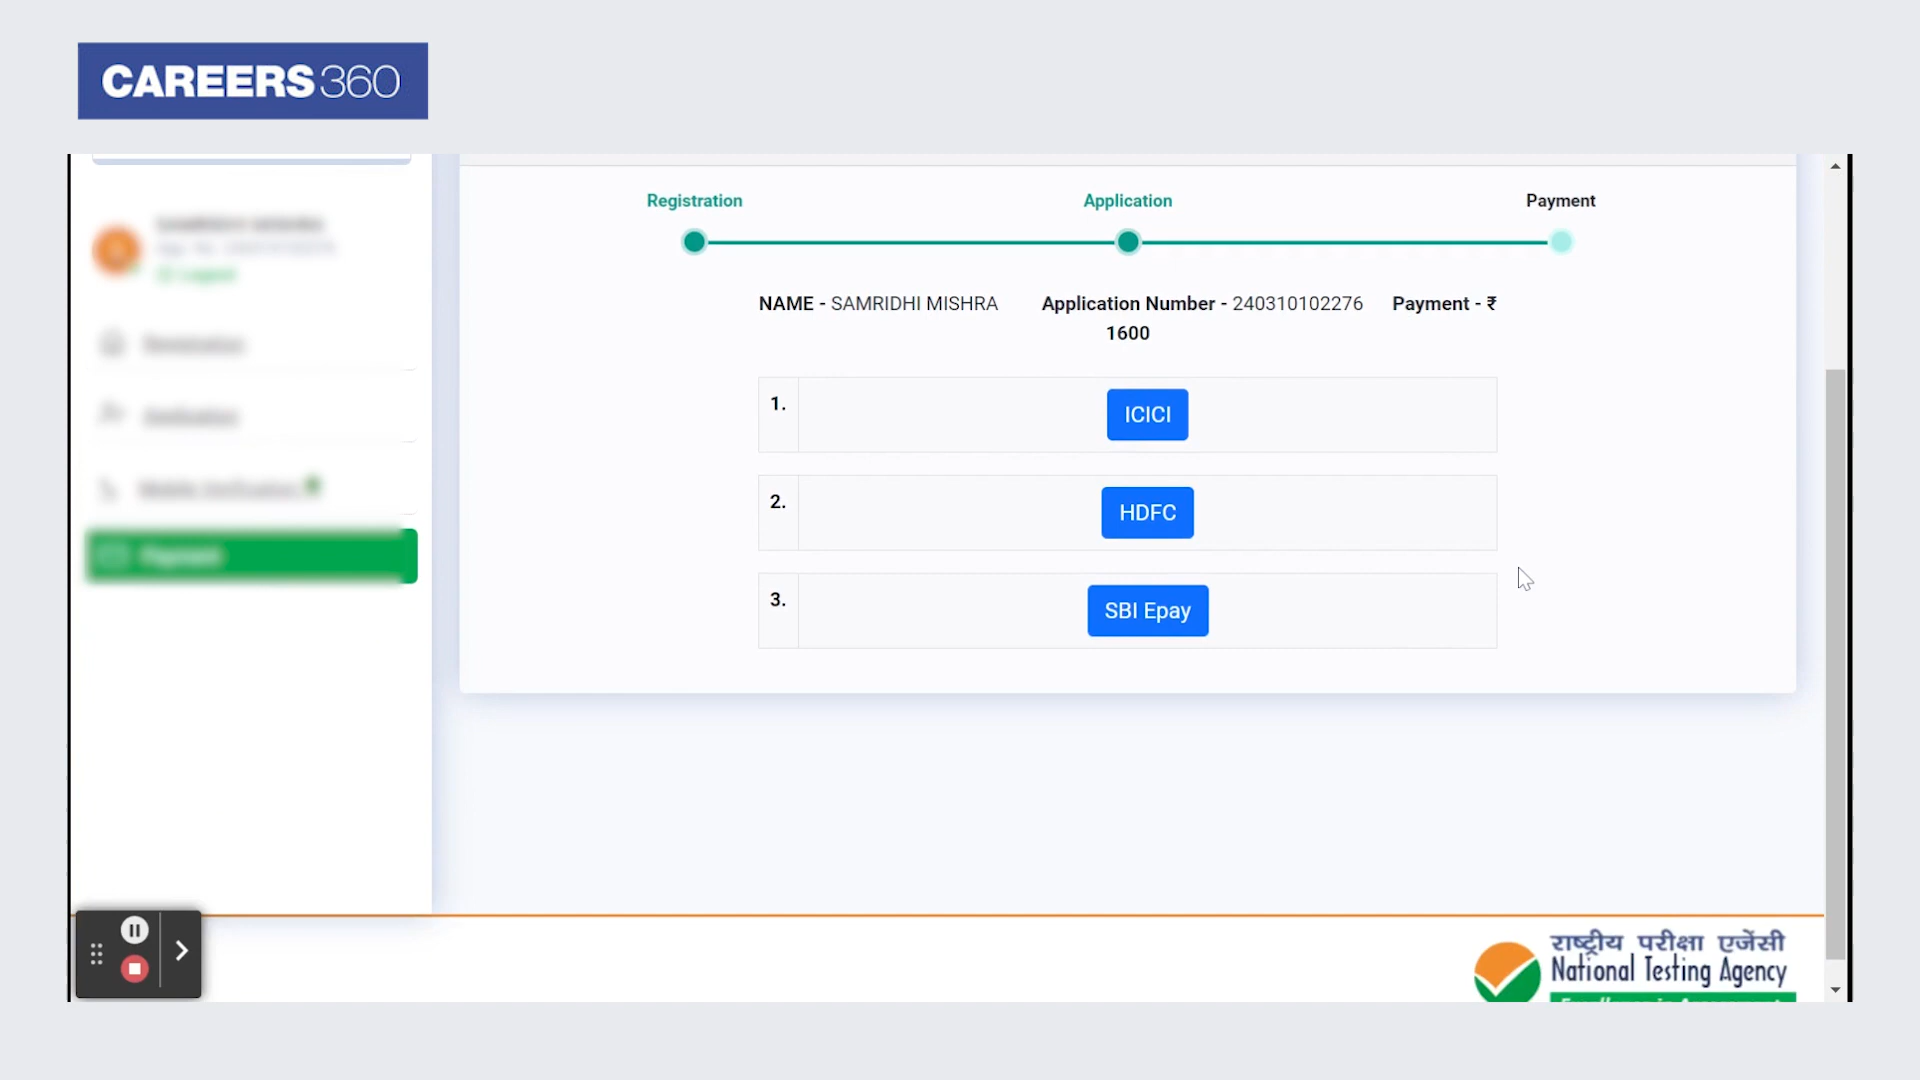 CAREERS360
Registration
Application
Payment
NAME - SAMRIDHI MISHRA Application Number - 240310102276 Payment - ₹
1600
1. ICICI
2. HDFC
3. SBI Epay
राष्ट्रीय परीक्षा एजेंसी
National Testing Agency